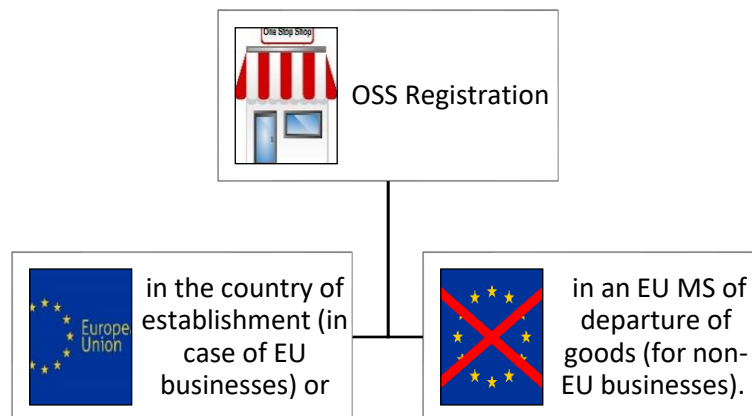 One Stop Shop
OSS Registration
in the country of
establishment (in
case of EU
businesses) or
Europe
Union
in an EU MS of
departure of
goods (for non-
EU businesses).